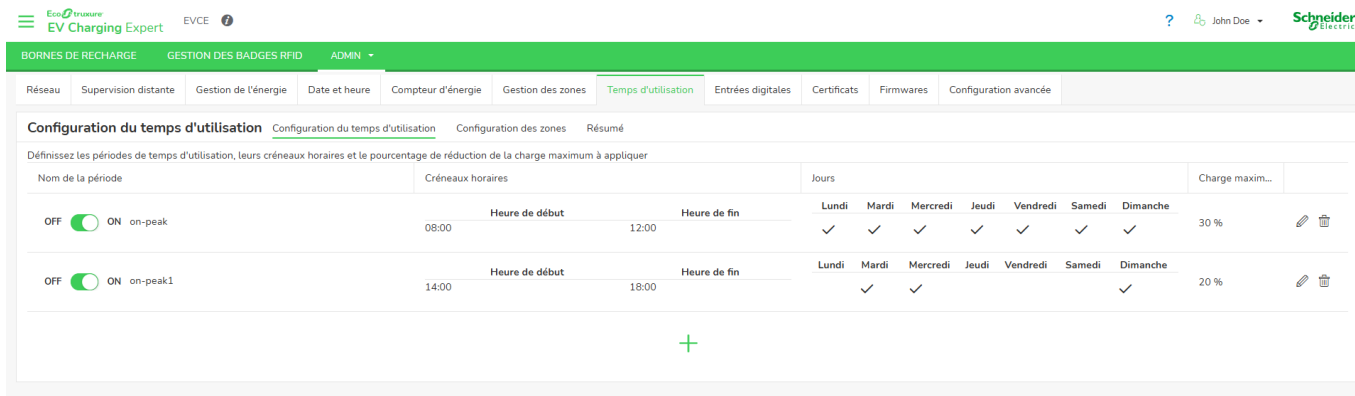 EcoStruxure
EV Charging Expert EVCE ? John Doe Schneider Electric
BORNES DE RECHARGE GESTION DES BADGES RFID ADMIN
Réseau Supervision distante Gestion de l'énergie Date et heure Compteur d'énergie Gestion des zones Temps d'utilisation Entrées digitales Certificats Firmwares Configuration avancée
Configuration du temps d'utilisation Configuration du temps d'utilisation Configuration des zones Résumé
Définissez les périodes de temps d'utilisation, leurs créneaux horaires et le pourcentage de réduction de la charge maximum à appliquer
Nom de la période Créneaux horaires Jours Charge maxim...
Heure de début Heure de fin Lundi Mardi Mercredi Jeudi Vendredi Samedi Dimanche
OFF ON on-peak 08:00 12:00 30 %
Heure de début Heure de fin Lundi Mardi Mercredi Jeudi Vendredi Samedi Dimanche
OFF ON on-peak1 14:00 18:00 20 %